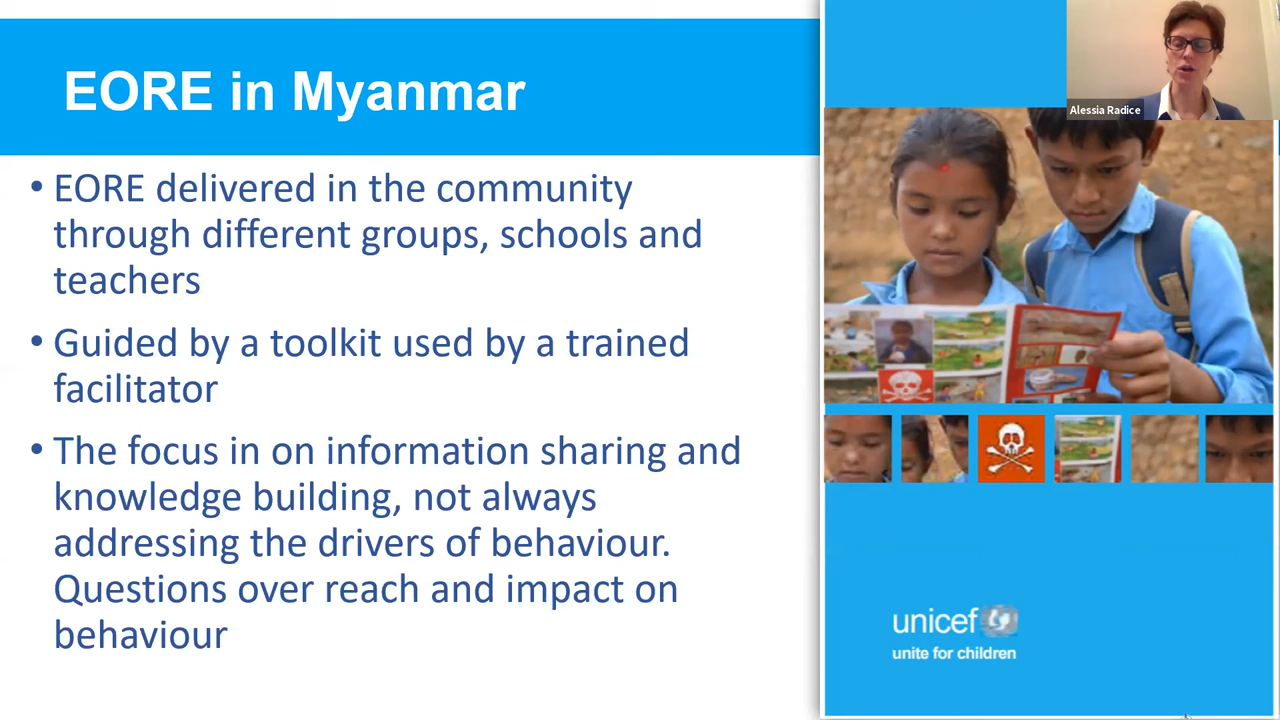 EORE in Myanmar
• EORE delivered in the community
through different groups, schools and
teachers
• Guided by a toolkit used by a trained
facilitator
• The focus in on information sharing and
knowledge building, not always
addressing the drivers of behaviour.
Questions over reach and impact on
behaviour
Alessia Radice
unicef
unite for children